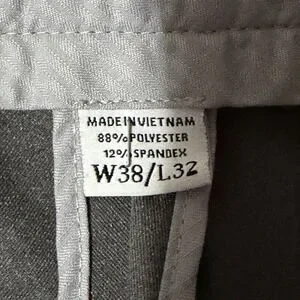 MADE IN VIETNAM
88% POLYESTER
12% SPANDEX
W38/L32